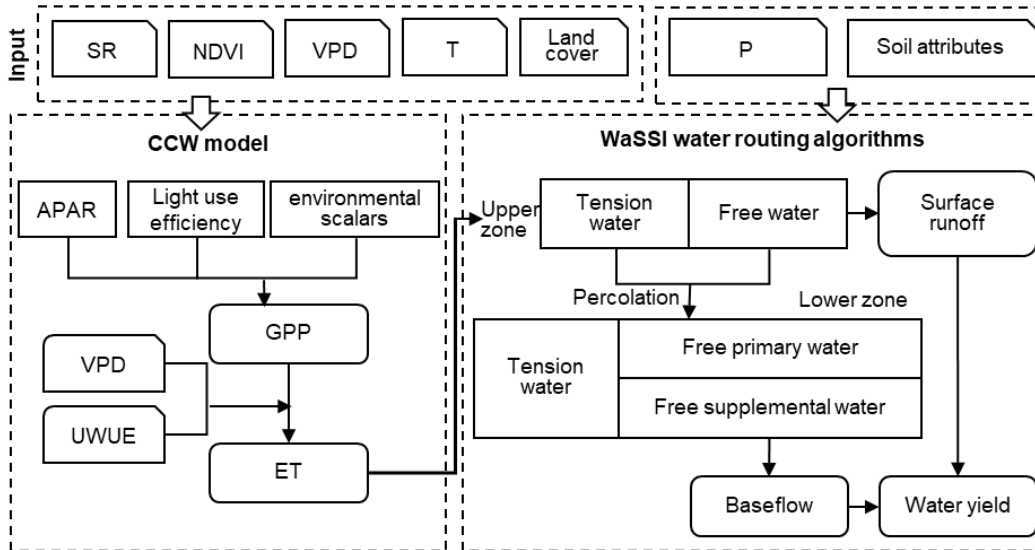 Input
SR
NDVI
VPD
T
Land
cover
P
Soil attributes
CCW model
APAR
Light use
efficiency
environmental
scalars
GPP
VPD
UWUE
ET
WaSSI water routing algorithms
Upper
zone
Tension
water
Free water
Surface
runoff
Percolation
Lower zone
Tension
water
Free primary water
Free supplemental water
Baseflow
Water yield